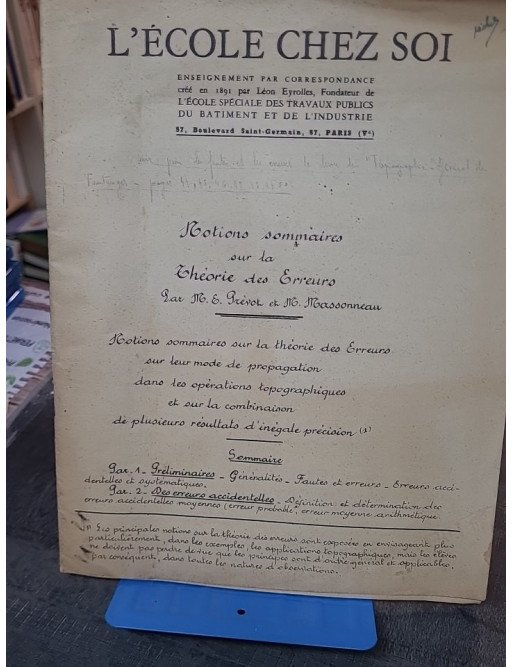 L'ÉCOLE CHEZ SOI
ENSEIGNEMENT PAR CORRESPONDANCE
créé en 1891 par Léon Eyrolles, Fondateur de
L'ÉCOLE SPÉCIALE DES TRAVAUX PUBLICS
DU BATIMENT ET DE L'INDUSTRIE
57, Boulevard Saint-Germain, 57, PARIS (Vᵉ)
Notions sommaires
sur la
Théorie des Erreurs
Par M. E. Prévot et M. Massonneau
Notions sommaires sur la théorie des Erreurs
sur leur mode de propagation
dans les opérations topographiques
et sur la combinaison
de plusieurs résultats d'inégale précision (1)
Sommaire
Par. 1 - Préliminaires - Généralités - Fautes et erreurs - Erreurs acci-
dentelles et systématiques.
Par. 2 - Des erreurs accidentelles - Définition et détermination des
erreurs accidentelles moyennes (erreur probable, erreur moyenne arithmétique
(1) Les principales notions sur la théorie des erreurs sont exposées en envisageant plus
particulièrement, dans les exemples, les applications topographiques, mais les élèves
ne doivent pas perdre de vue que les principes sont d'ordre général et applicables,
par conséquent, dans toutes les natures d'observations.